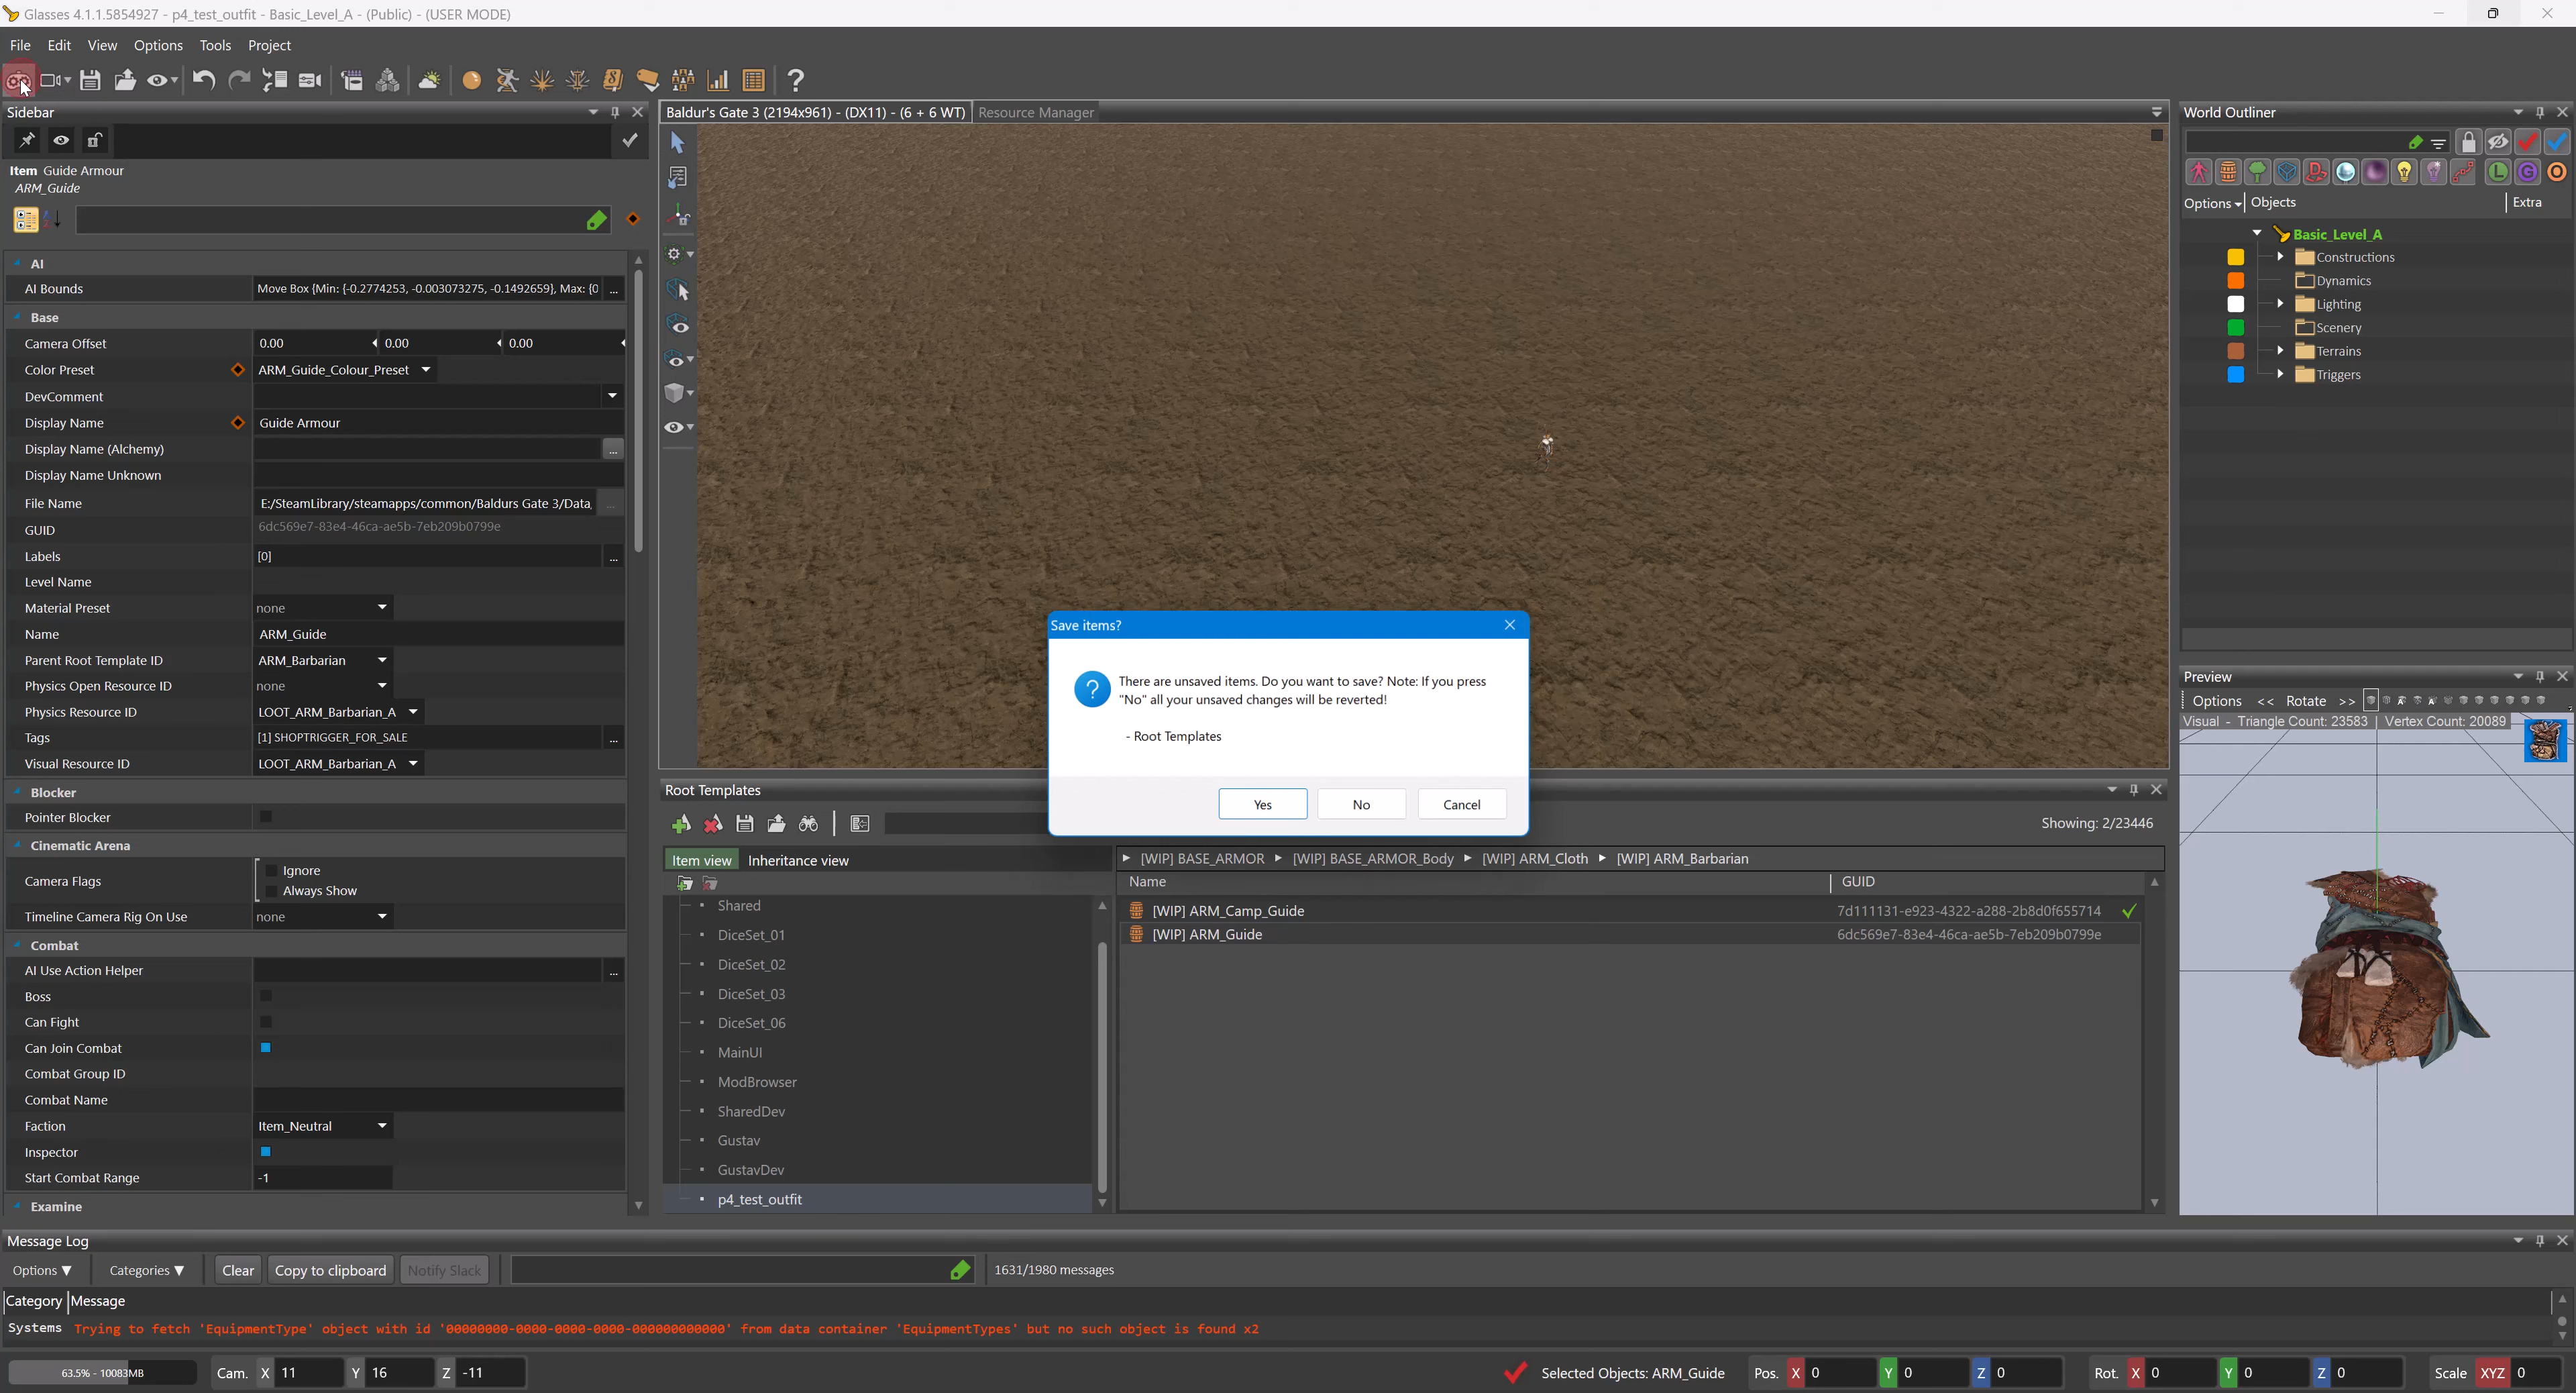 Glasses 4.1.1.5854927 - p4_test_outfit - Basic_Level_A - (Public) - (USER MODE)
File Edit View Options Tools Project
Sidebar
Item Guide Armour
ARM_Guide
AI
AI Bounds Move Box {Min: {-0.2774253, -0.003073275, -0.1492659}, Max: {0 ...
Base
Camera Offset 0.00 0.00 0.00
Color Preset ARM_Guide_Colour_Preset
DevComment
Display Name Guide Armour
Display Name (Alchemy) ...
Display Name Unknown
File Name E:/SteamLibrary/steamapps/common/Baldurs Gate 3/Data, ...
GUID 6dc569e7-83e4-46ca-ae5b-7eb209b0799e
Labels [0] ...
Level Name
Material Preset none
Name ARM_Guide
Parent Root Template ID ARM_Barbarian
Physics Open Resource ID none
Physics Resource ID LOOT_ARM_Barbarian_A
Tags [1] SHOPTRIGGER_FOR_SALE ...
Visual Resource ID LOOT_ARM_Barbarian_A
Blocker
Pointer Blocker
Cinematic Arena
Camera Flags Ignore
Always Show
Timeline Camera Rig On Use none
Combat
AI Use Action Helper ...
Boss
Can Fight
Can Join Combat
Combat Group ID
Combat Name
Faction Item_Neutral
Inspector
Start Combat Range -1
Examine
Baldur's Gate 3 (2194x961) - (DX11) - (6 + 6 WT) Resource Manager
Save items?
There are unsaved items. Do you want to save? Note: If you press
"No" all your unsaved changes will be reverted!
- Root Templates
Yes No Cancel
Root Templates
Showing: 2/23446
Item view Inheritance view
Shared
DiceSet_01
DiceSet_02
DiceSet_03
DiceSet_06
MainUI
ModBrowser
SharedDev
Gustav
GustavDev
p4_test_outfit
[WIP] BASE_ARMOR [WIP] BASE_ARMOR_Body [WIP] ARM_Cloth [WIP] ARM_Barbarian
Name GUID
[WIP] ARM_Camp_Guide 7d111131-e923-4322-a288-2b8d0f655714
[WIP] ARM_Guide 6dc569e7-83e4-46ca-ae5b-7eb209b0799e
World Outliner
L G O
Options Objects Extra
Basic_Level_A
Constructions
Dynamics
Lighting
Scenery
Terrains
Triggers
Preview
Options << Rotate >>
Visual - Triangle Count: 23583 | Vertex Count: 20089
Message Log
Options Categories Clear Copy to clipboard Notify Slack 1631/1980 messages
Category Message
Systems Trying to fetch 'EquipmentType' object with id '00000000-0000-0000-0000-000000000000' from data container 'EquipmentTypes' but no such object is found x2
63.5% - 10083MB Cam. X 11 Y 16 Z -11 Selected Objects: ARM_Guide Pos. X 0 Y 0 Z 0 Rot. X 0 Y 0 Z 0 Scale XYZ 0